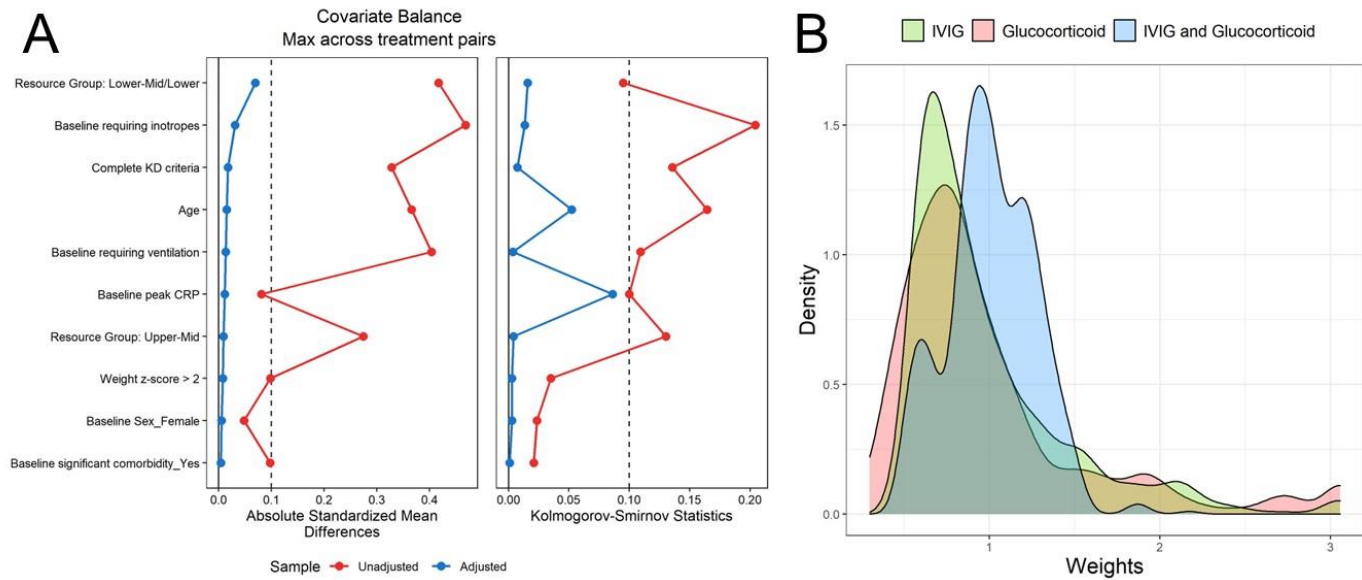 A
Covariate Balance
Max across treatment pairs
Resource Group: Lower-Mid/Lower
Baseline requiring inotropes
Complete KD criteria
Age
Baseline requiring ventilation
Baseline peak CRP
Resource Group: Upper-Mid
Weight z-score > 2
Baseline Sex_Female
Baseline significant comorbidity_Yes
0.0 0.1 0.2 0.3 0.4
Absolute Standardized Mean
Differences
0.00 0.05 0.10 0.15 0.20
Kolmogorov-Smirnov Statistics
Sample Unadjusted Adjusted
B
IVIG Glucocorticoid IVIG and Glucocorticoid
Density
1.5
1.0
0.5
0.0
1 2 3
Weights